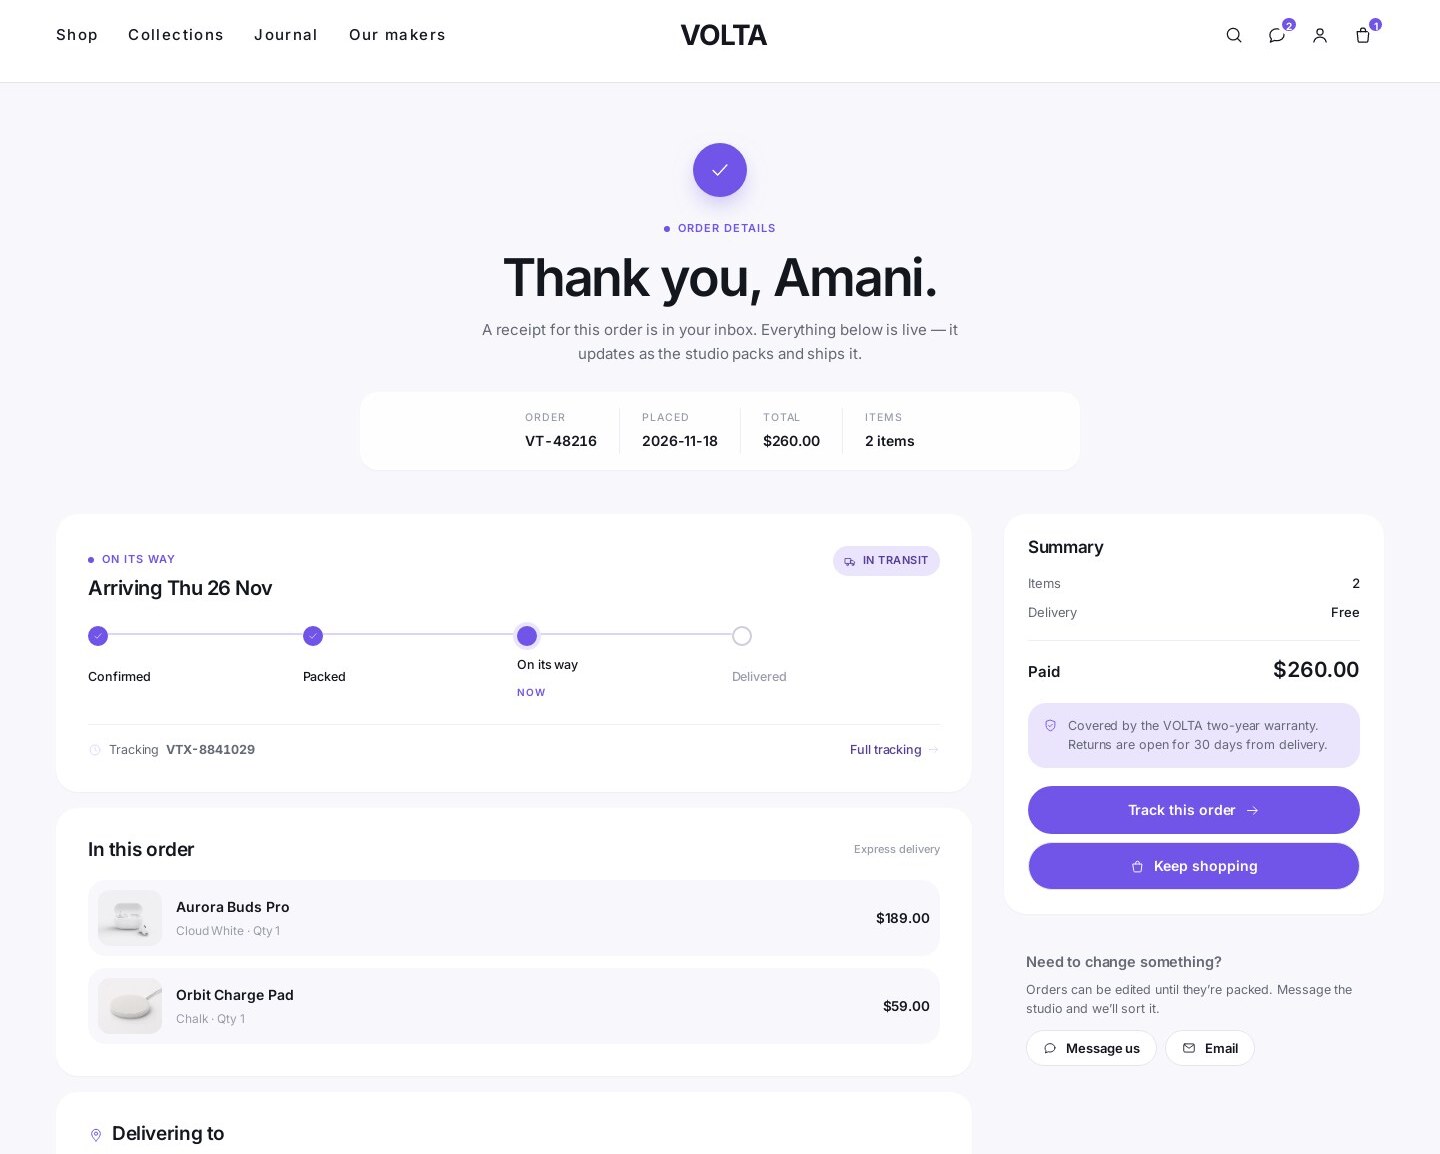 Shop Collections Journal Our makers VOLTA 2 1
ORDER DETAILS
Thank you, Amani.
A receipt for this order is in your inbox. Everything below is live — it
updates as the studio packs and ships it.
ORDER PLACED TOTAL ITEMS
VT-48216 2026-11-18 $260.00 2 items
ON ITS WAY
IN TRANSIT
Arriving Thu 26 Nov
Confirmed Packed On its way Delivered
NOW
Tracking VTX-8841029 Full tracking
In this order Express delivery
Aurora Buds Pro
Cloud White · Qty 1
$189.00
Orbit Charge Pad
Chalk · Qty 1
$59.00
Delivering to
Summary
Items 2
Delivery Free
Paid $260.00
Covered by the VOLTA two-year warranty.
Returns are open for 30 days from delivery.
Track this order
Keep shopping
Need to change something?
Orders can be edited until they’re packed. Message the
studio and we’ll sort it.
Message us Email